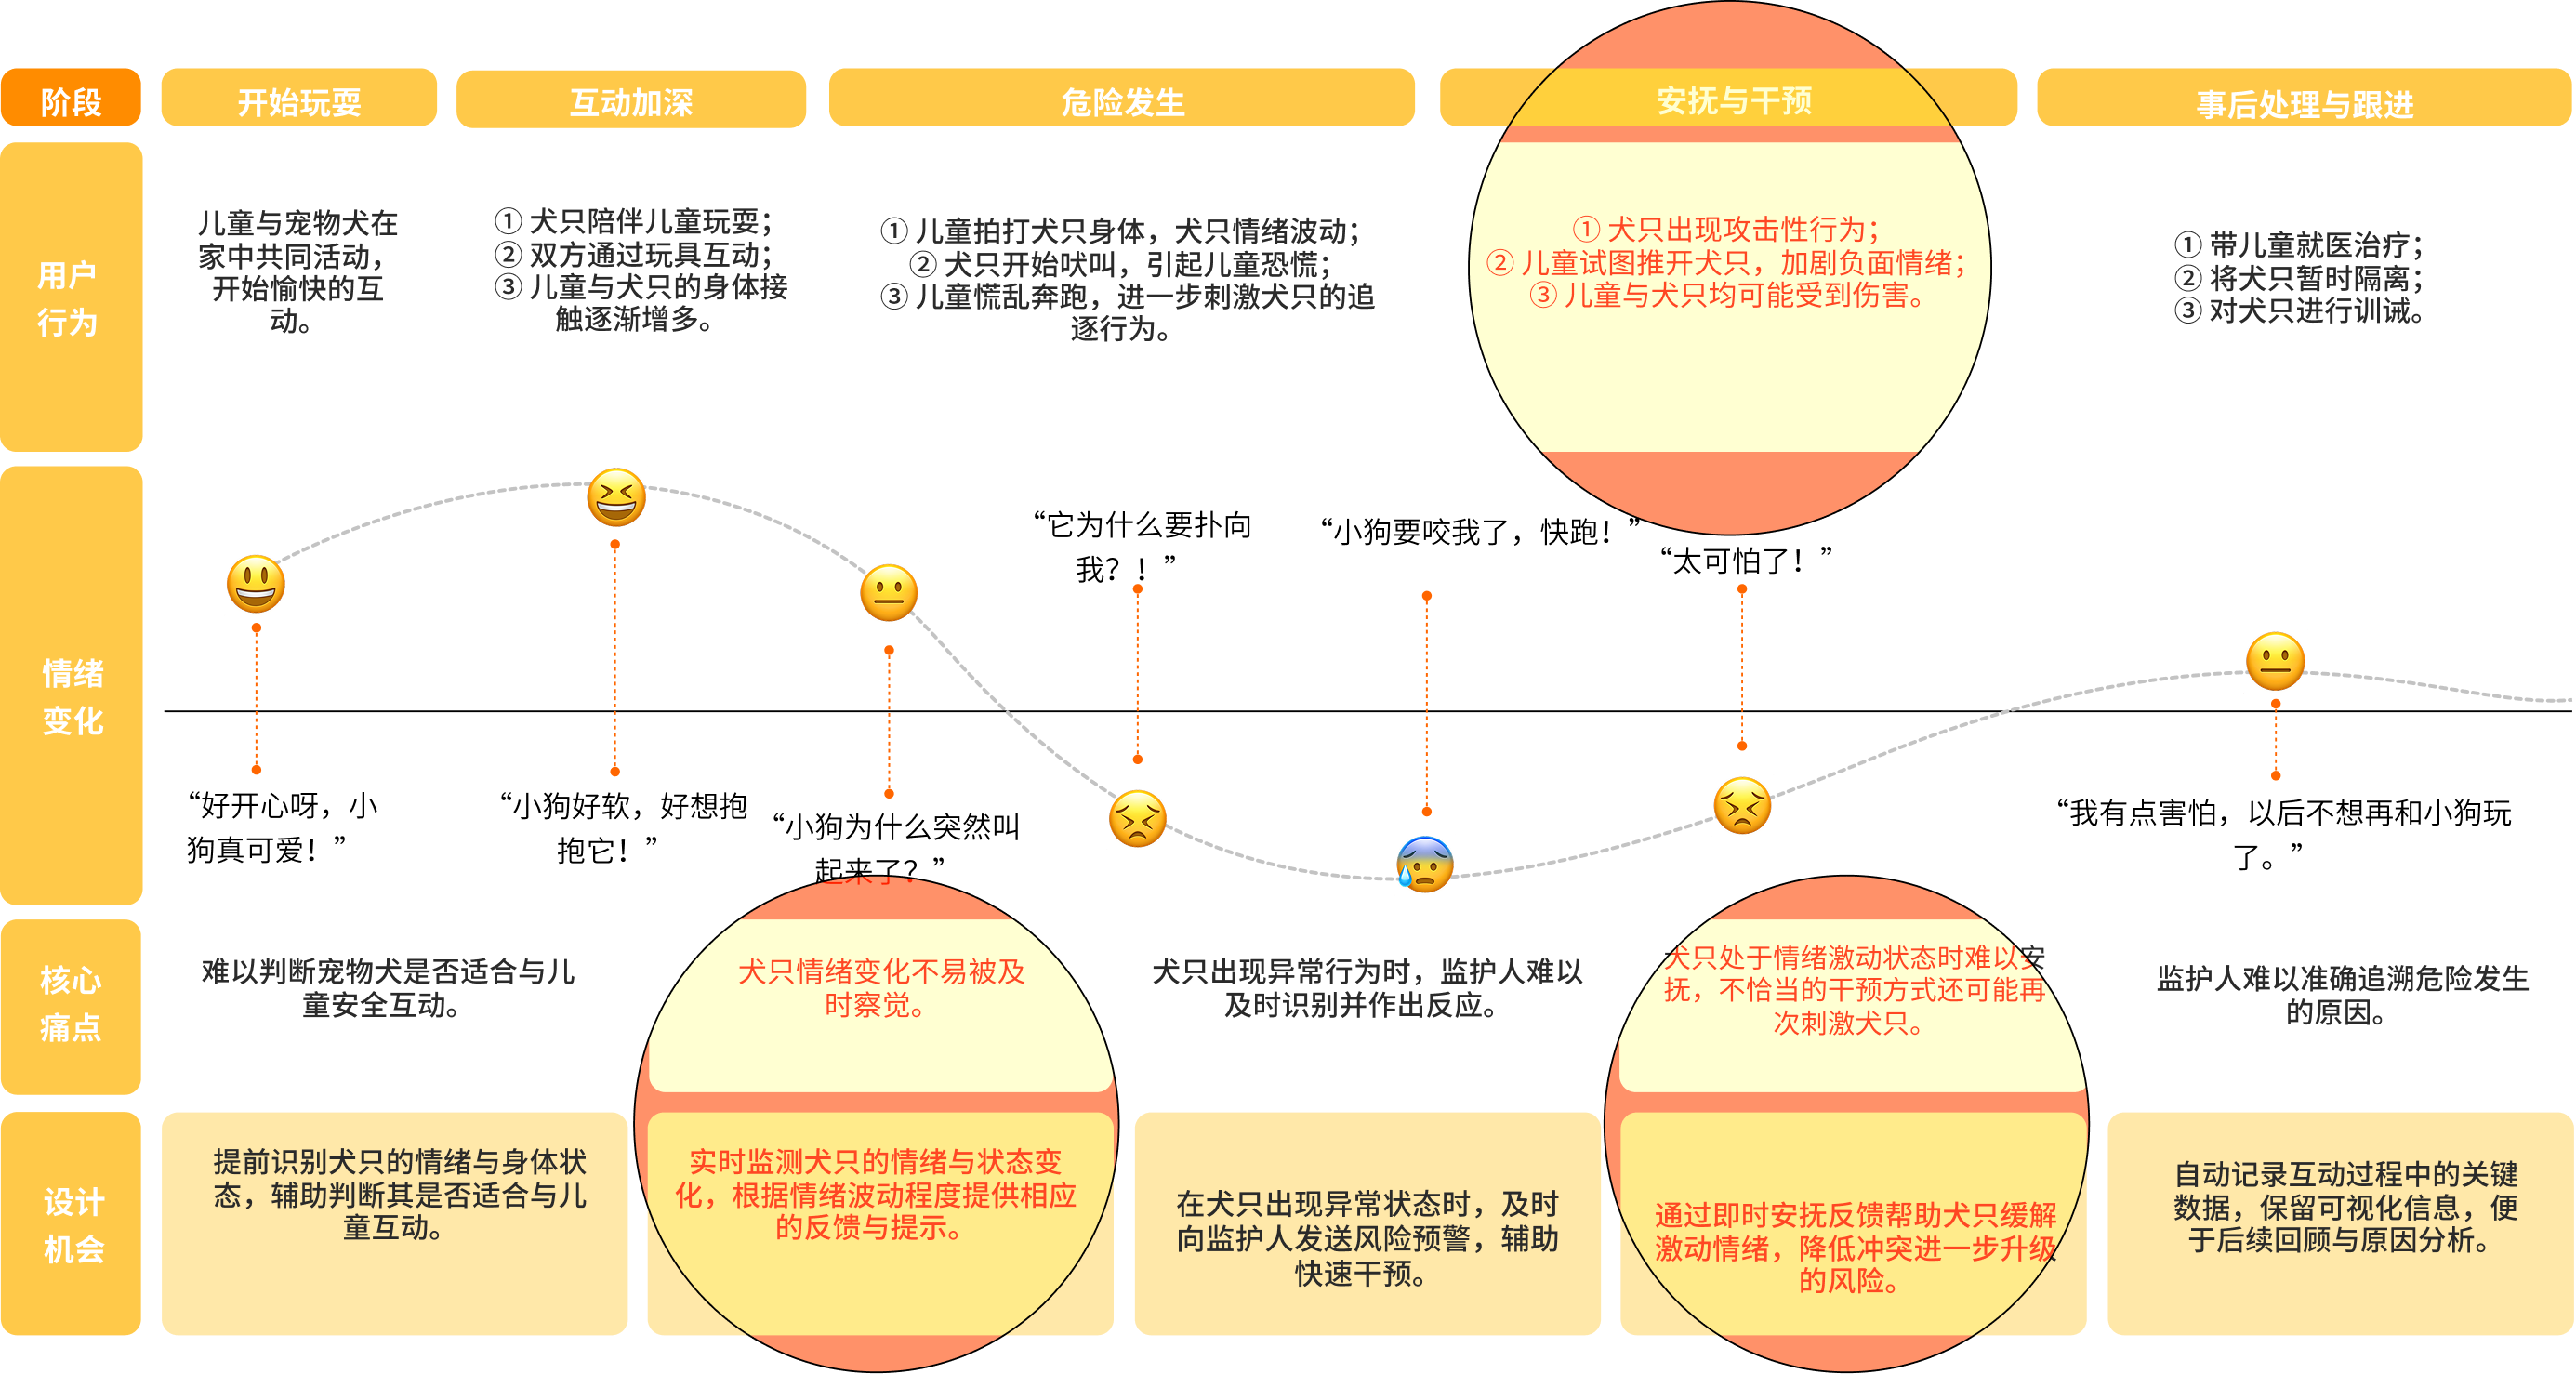 阶段
开始玩耍
互动加深
危险发生
安抚与干预
事后处理与跟进
用户
行为
儿童与宠物犬在
家中共同活动，
开始愉快的互
动。
① 犬只陪伴儿童玩耍；
② 双方通过玩具互动；
③ 儿童与犬只的身体接
触逐渐增多。
① 儿童拍打犬只身体，犬只情绪波动；
② 犬只开始吠叫，引起儿童恐慌；
③ 儿童慌乱奔跑，进一步刺激犬只的追
逐行为。
① 犬只出现攻击性行为；
② 儿童试图推开犬只，加剧负面情绪；
③ 儿童与犬只均可能受到伤害。
① 带儿童就医治疗；
② 将犬只暂时隔离；
③ 对犬只进行训诫。
情绪
变化
“好开心呀，小
狗真可爱！”
“小狗好软，好想抱
抱它！”
“小狗为什么突然叫
起来了？”
“它为什么要扑向
我？！”
“小狗要咬我了，快跑！”
“太可怕了！”
“我有点害怕，以后不想再和小狗玩
了。”
核心
痛点
难以判断宠物犬是否适合与儿
童安全互动。
犬只情绪变化不易被及
时察觉。
犬只出现异常行为时，监护人难以
及时识别并作出反应。
犬只处于情绪激动状态时难以安
抚，不恰当的干预方式还可能再
次刺激犬只。
监护人难以准确追溯危险发生
的原因。
设计
机会
提前识别犬只的情绪与身体状
态，辅助判断其是否适合与儿
童互动。
实时监测犬只的情绪与状态变
化，根据情绪波动程度提供相应
的反馈与提示。
在犬只出现异常状态时，及时
向监护人发送风险预警，辅助
快速干预。
通过即时安抚反馈帮助犬只缓解
激动情绪，降低冲突进一步升级
的风险。
自动记录互动过程中的关键
数据，保留可视化信息，便
于后续回顾与原因分析。